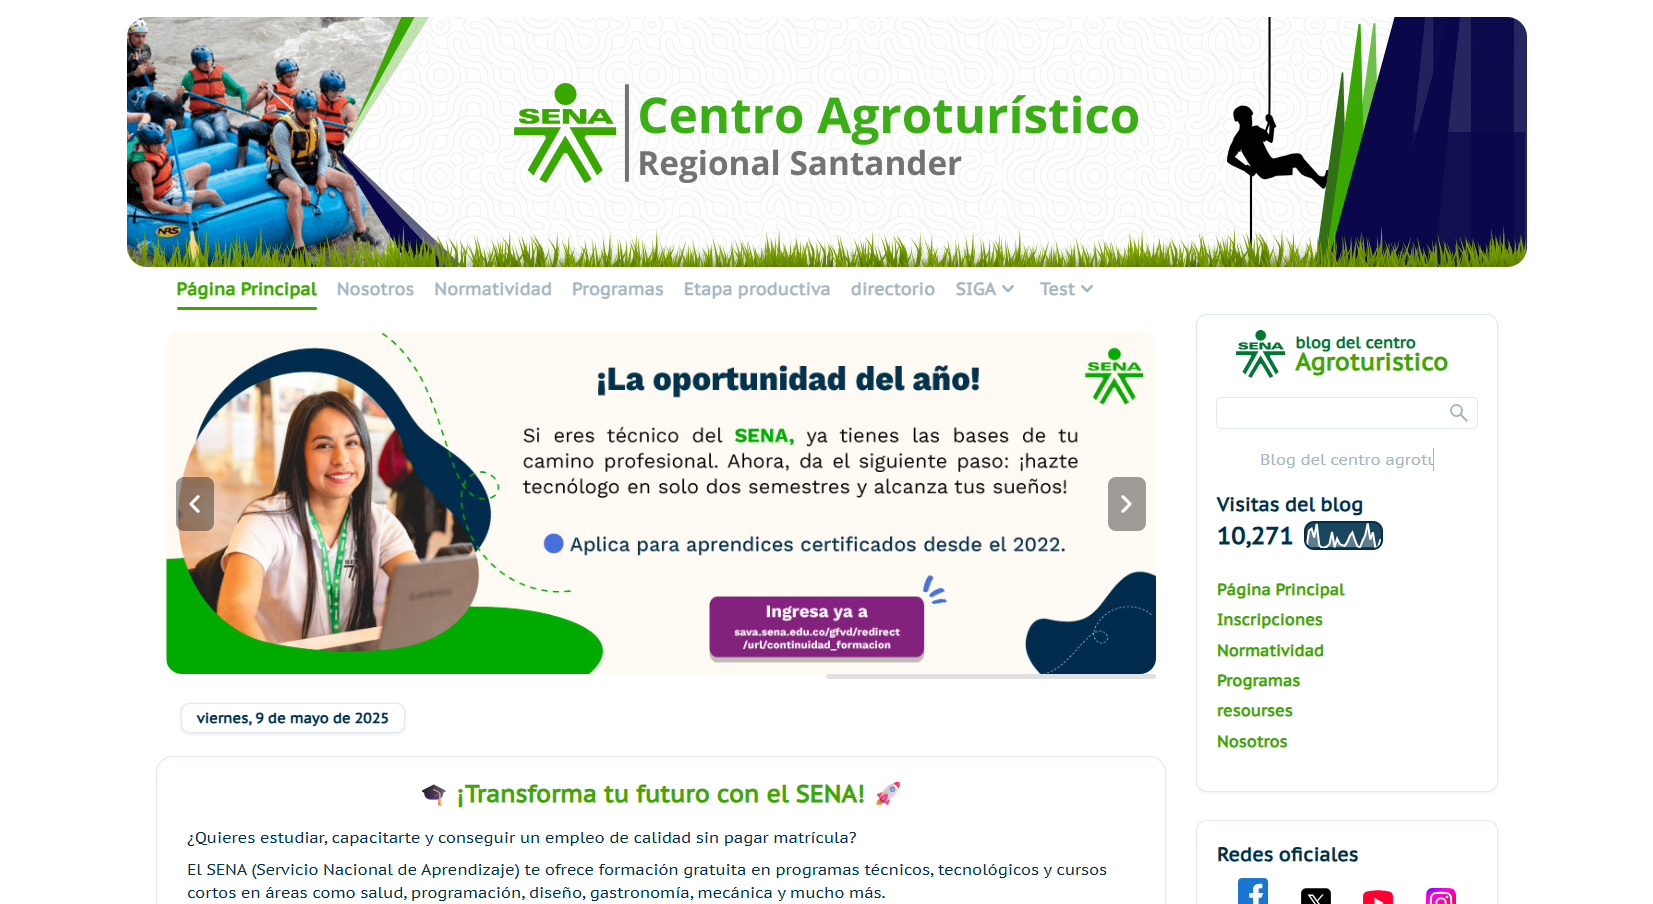 NRS
SENA
Centro Agroturístico
Regional Santander
Página Principal Nosotros Normatividad Programas Etapa productiva directorio SIGA Test
¡La oportunidad del año!
SENA
Si eres técnico del SENA, ya tienes las bases de tu
camino profesional. Ahora, da el siguiente paso: ¡hazte
tecnólogo en solo dos semestres y alcanza tus sueños!
Aplica para aprendices certificados desde el 2022.
Ingresa ya a
sava.sena.edu.co/gfvd/redirect
/url/continuidad_formacion
viernes, 9 de mayo de 2025
¡Transforma tu futuro con el SENA!
¿Quieres estudiar, capacitarte y conseguir un empleo de calidad sin pagar matrícula?
El SENA (Servicio Nacional de Aprendizaje) te ofrece formación gratuita en programas técnicos, tecnológicos y cursos
cortos en áreas como salud, programación, diseño, gastronomía, mecánica y mucho más.
SENA
blog del centro
Agroturistico
Blog del centro agrotu
Visitas del blog
10,271
Página Principal
Inscripciones
Normatividad
Programas
resourses
Nosotros
Redes oficiales